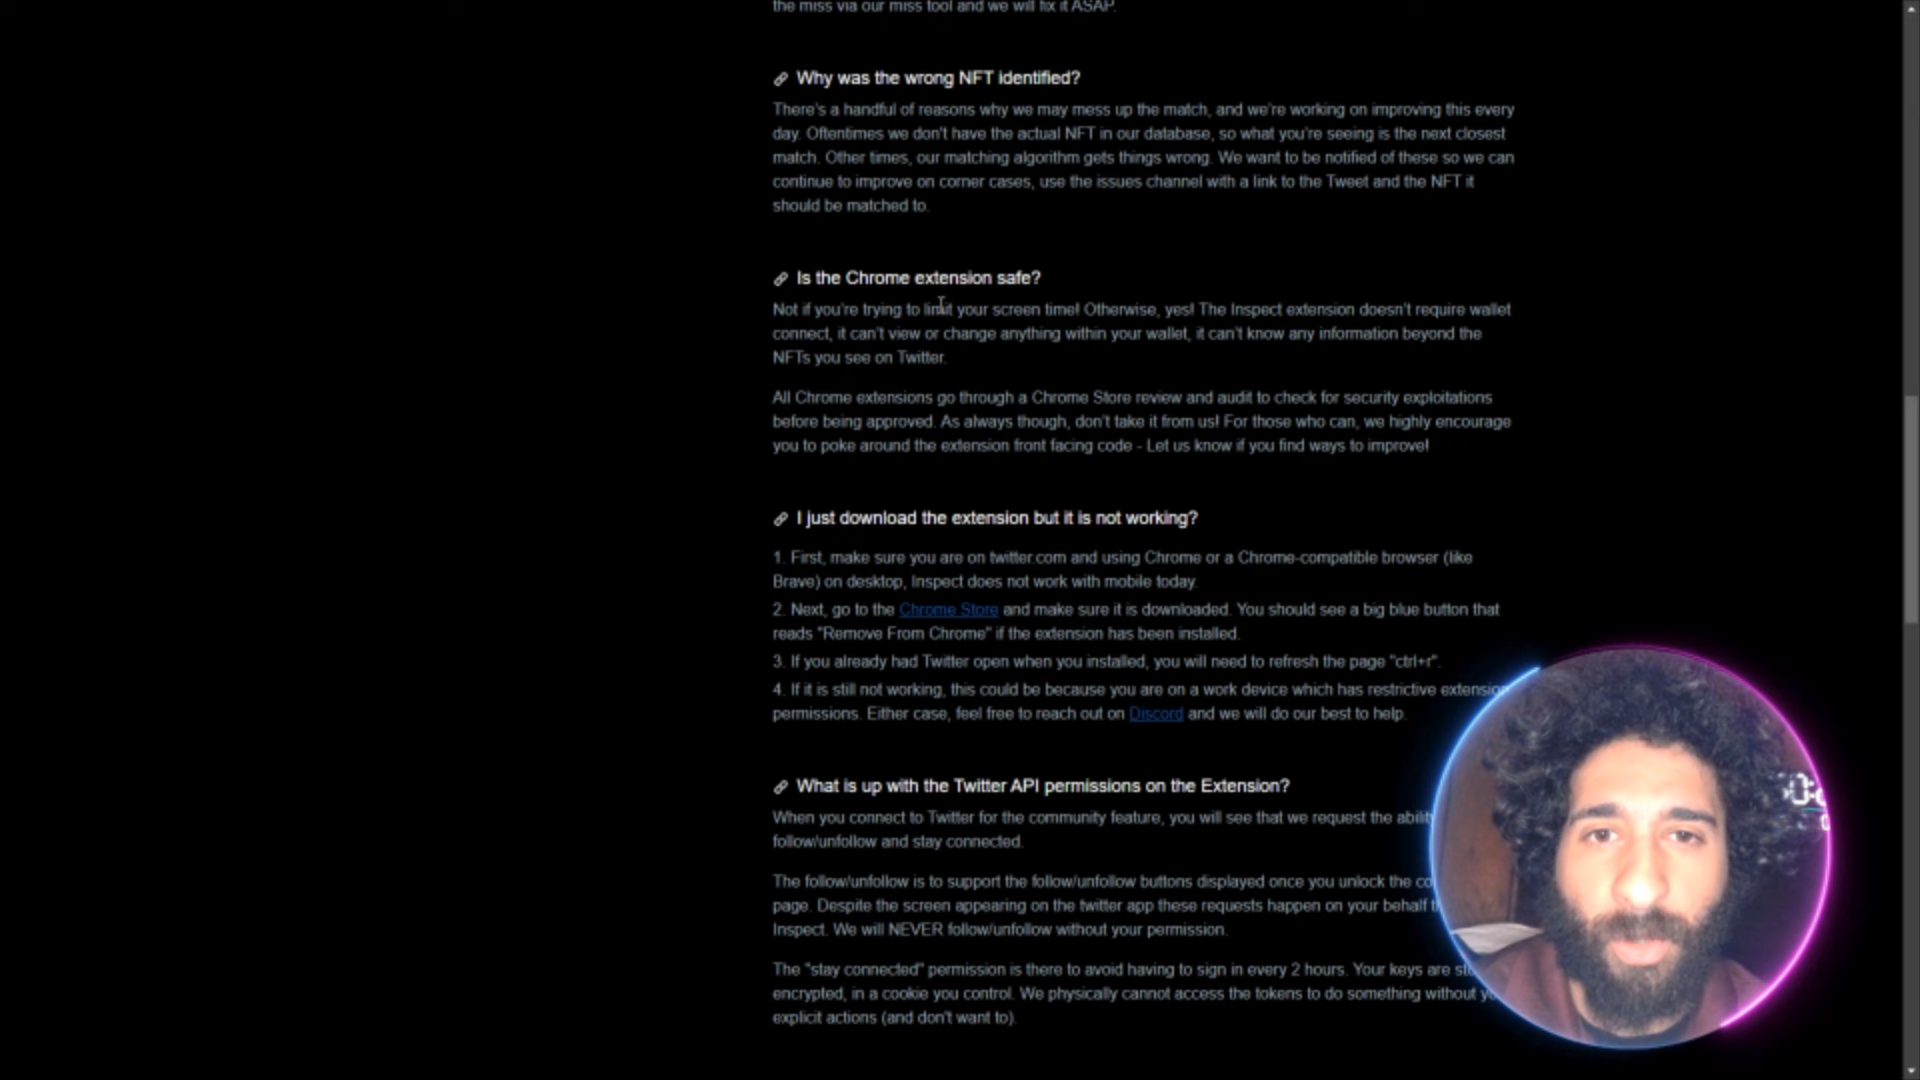 the miss via our miss tool and we will fix it ASAP.
Why was the wrong NFT identified?
There's a handful of reasons why we may mess up the match, and we're working on improving this every
day. Oftentimes we don't have the actual NFT in our database, so what you're seeing is the next closest
match. Other times, our matching algorithm gets things wrong. We want to be notified of these so we can
continue to improve on corner cases, use the issues channel with a link to the Tweet and the NFT it
should be matched to.
Is the Chrome extension safe?
Not if you're trying to limit your screen time! Otherwise, yes! The Inspect extension doesn't require wallet
connect, it can't view or change anything within your wallet, it can't know any information beyond the
NFTs you see on Twitter.
All Chrome extensions go through a Chrome Store review and audit to check for security exploitations
before being approved. As always though, don't take it from us! For those who can, we highly encourage
you to poke around the extension front facing code - Let us know if you find ways to improve!
I just download the extension but it is not working?
1. First, make sure you are on twitter.com and using Chrome or a Chrome-compatible browser (like
Brave) on desktop, Inspect does not work with mobile today.
2. Next, go to the Chrome Store and make sure it is downloaded. You should see a big blue button that
reads "Remove From Chrome" if the extension has been installed.
3. If you already had Twitter open when you installed, you will need to refresh the page "ctrl+r".
4. If it is still not working, this could be because you are on a work device which has restrictive extension
permissions. Either case, feel free to reach out on Discord and we will do our best to help.
What is up with the Twitter API permissions on the Extension?
When you connect to Twitter for the community feature, you will see that we request the
follow/unfollow and stay connected.
The follow/unfollow is to support the follow/unfollow buttons displayed once you unlock the
page. Despite the screen appearing on the twitter app these requests happen on your behalf
Inspect. We will NEVER follow/unfollow without your permission.
The "stay connected" permission is there to avoid having to sign in every 2 hours. Your keys are
encrypted, in a cookie you control. We physically cannot access the tokens to do something without
explicit actions (and don't want to).